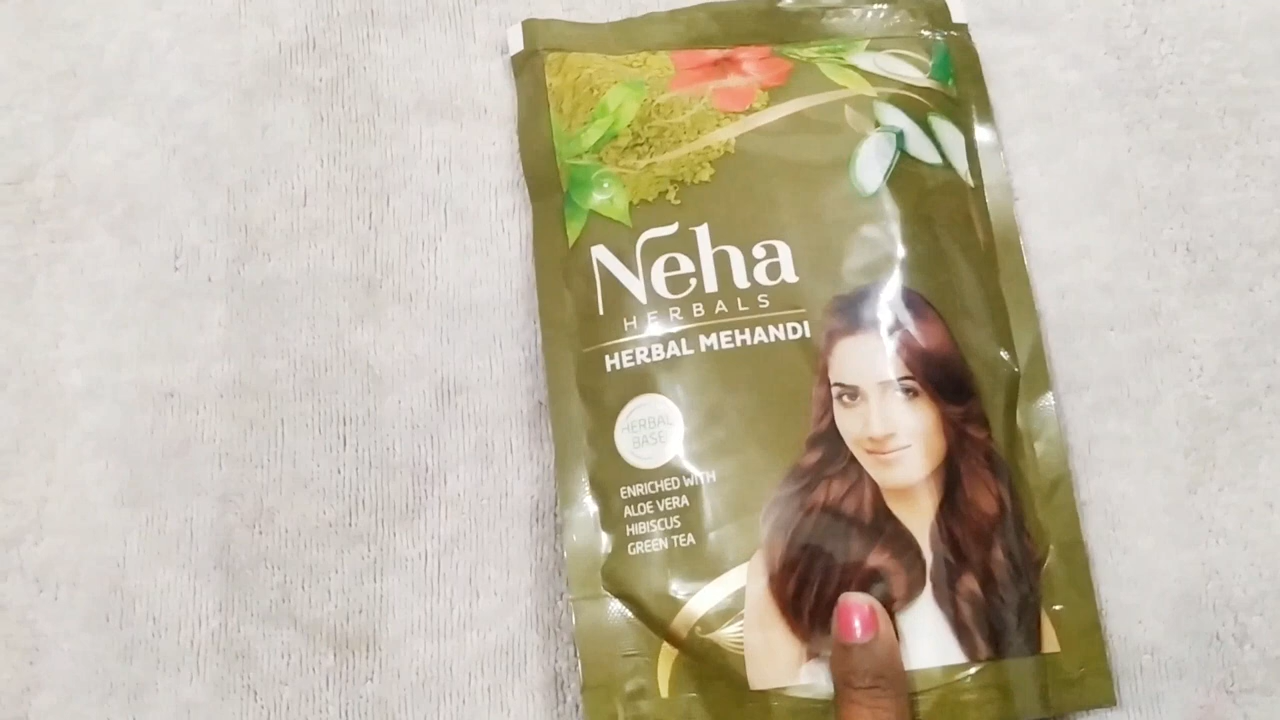 Neha
HERBALS
HERBAL MEHANDI
HERBAL
BASE
ENRICHED WITH
ALOE VERA
HIBISCUS
GREEN TEA